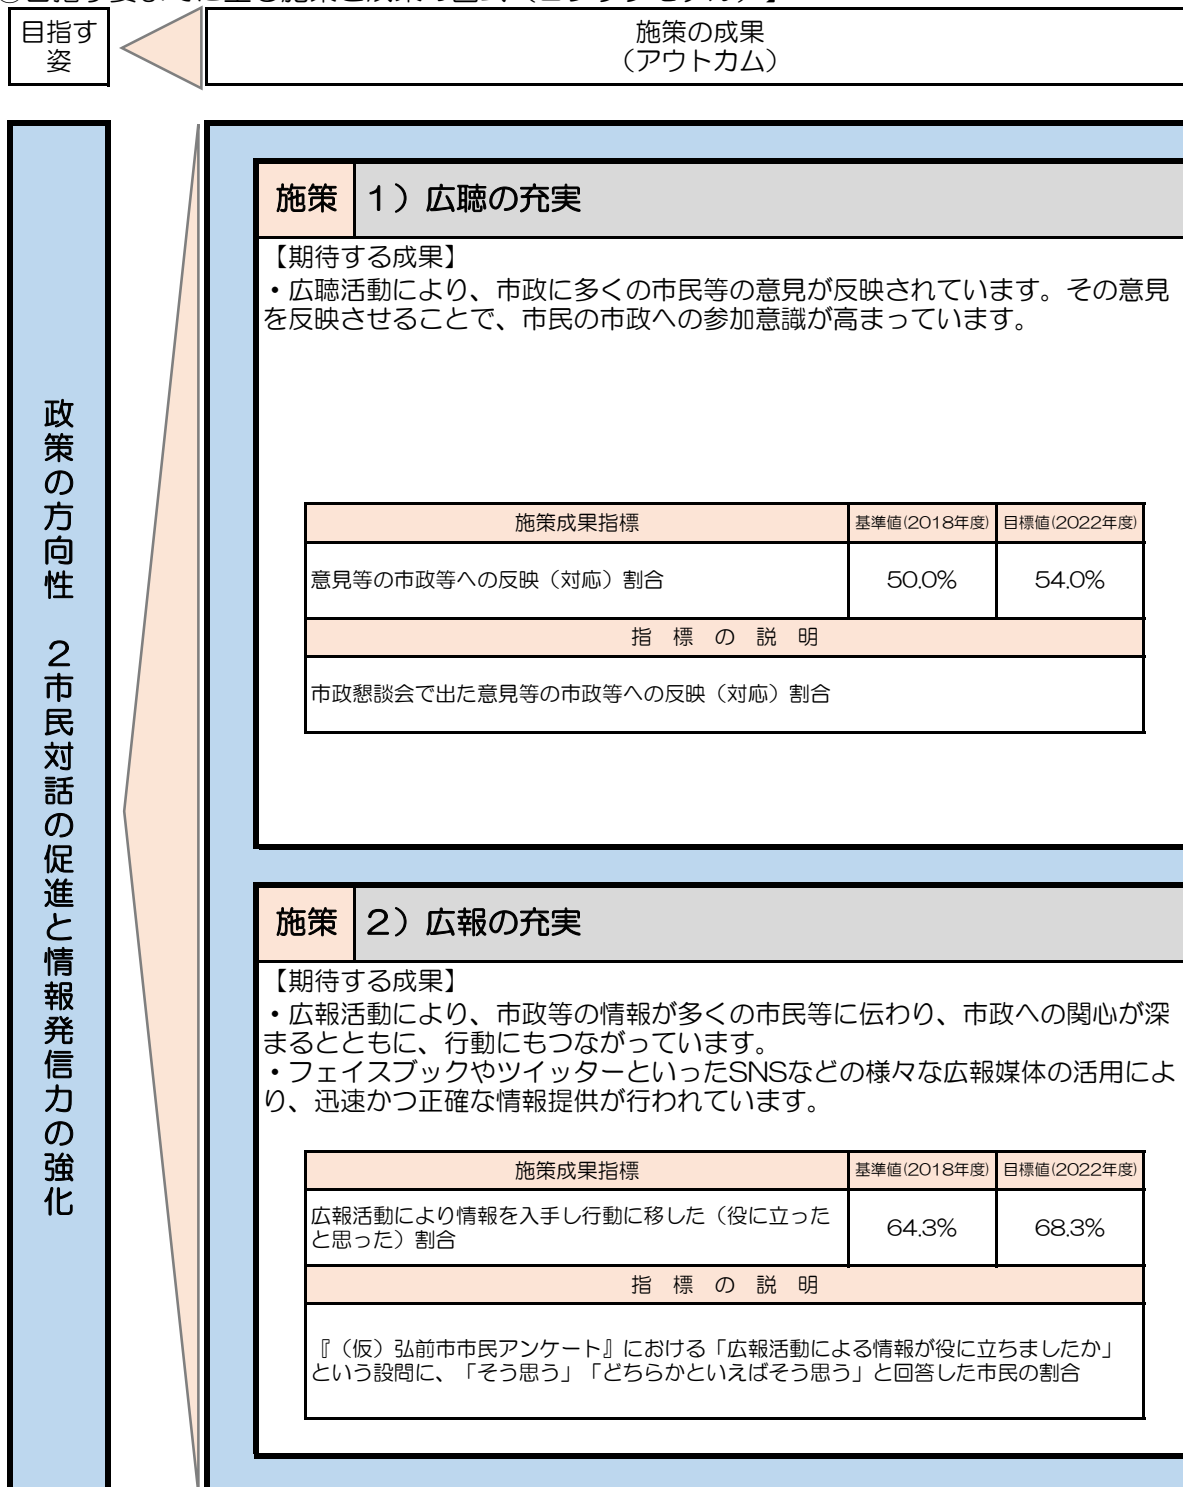 目指す
姿
施策の成果
（アウトカム）
政策の方向性　２市民対話の促進と情報発信力の強化
施策
１）広聴の充実
【期待する成果】
・広聴活動により、市政に多くの市民等の意見が反映されています。その意見
を反映させることで、市民の市政への参加意識が高まっています。
施策成果指標 基準値(2018年度) 目標値(2022年度)
意見等の市政等への反映（対応）割合 50.0% 54.0%
指　標　の　説　明
市政懇談会で出た意見等の市政等への反映（対応）割合
施策
２）広報の充実
【期待する成果】
・広報活動により、市政等の情報が多くの市民等に伝わり、市政への関心が深
まるとともに、行動にもつながっています。
・フェイスブックやツイッターといったSNSなどの様々な広報媒体の活用によ
り、迅速かつ正確な情報提供が行われています。
施策成果指標 基準値(2018年度) 目標値(2022年度)
広報活動により情報を入手し行動に移した（役に立った
と思った）割合 64.3% 68.3%
指　標　の　説　明
『（仮）弘前市市民アンケート』における「広報活動による情報が役に立ちましたか」
という設問に、「そう思う」「どちらかといえばそう思う」と回答した市民の割合